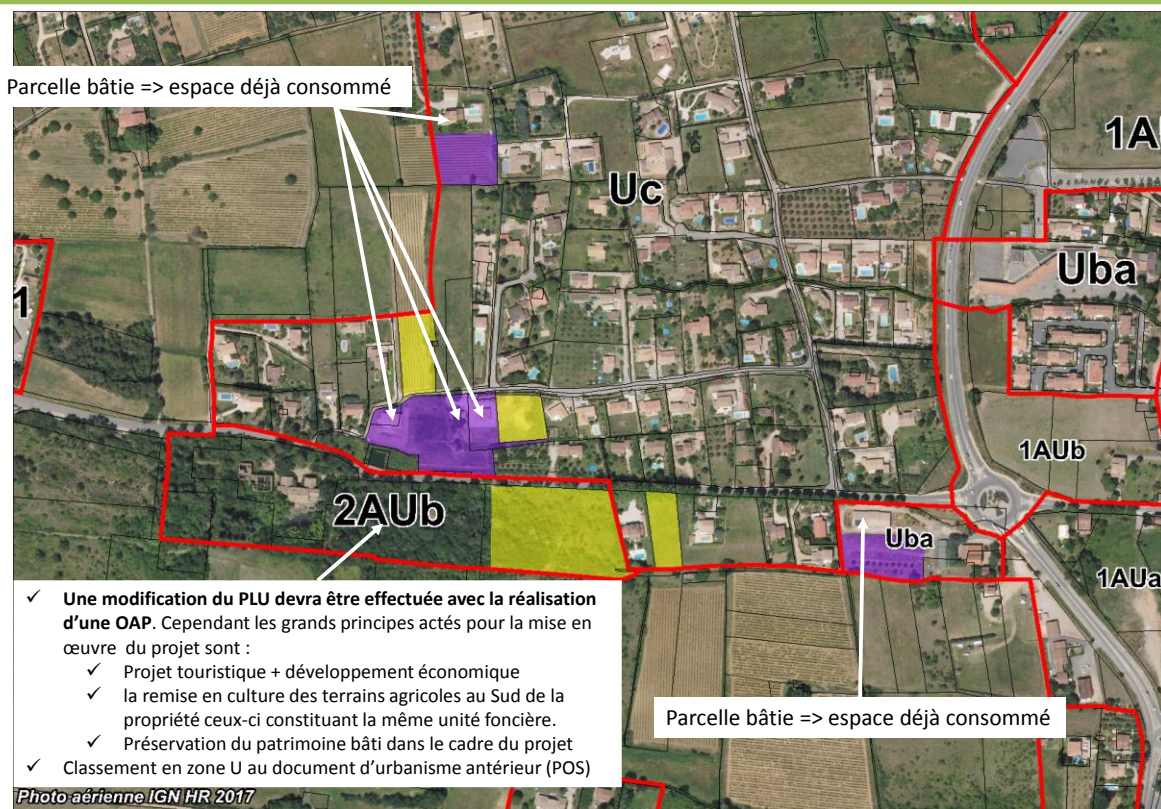 Parcelle bâtie => espace déjà consommé
1A
Uc
Uba
1
1AUb
2AUb
Uba
1AUa
✓ Une modification du PLU devra être effectuée avec la réalisation
d'une OAP. Cependant les grands principes actés pour la mise en
œuvre du projet sont :
✓ Projet touristique + développement économique
✓ la remise en culture des terrains agricoles au Sud de la
propriété ceux-ci constituant la même unité foncière.
✓ Préservation du patrimoine bâti dans le cadre du projet
✓ Classement en zone U au document d'urbanisme antérieur (POS)
Parcelle bâtie => espace déjà consommé
Photo aérienne IGN HR 2017